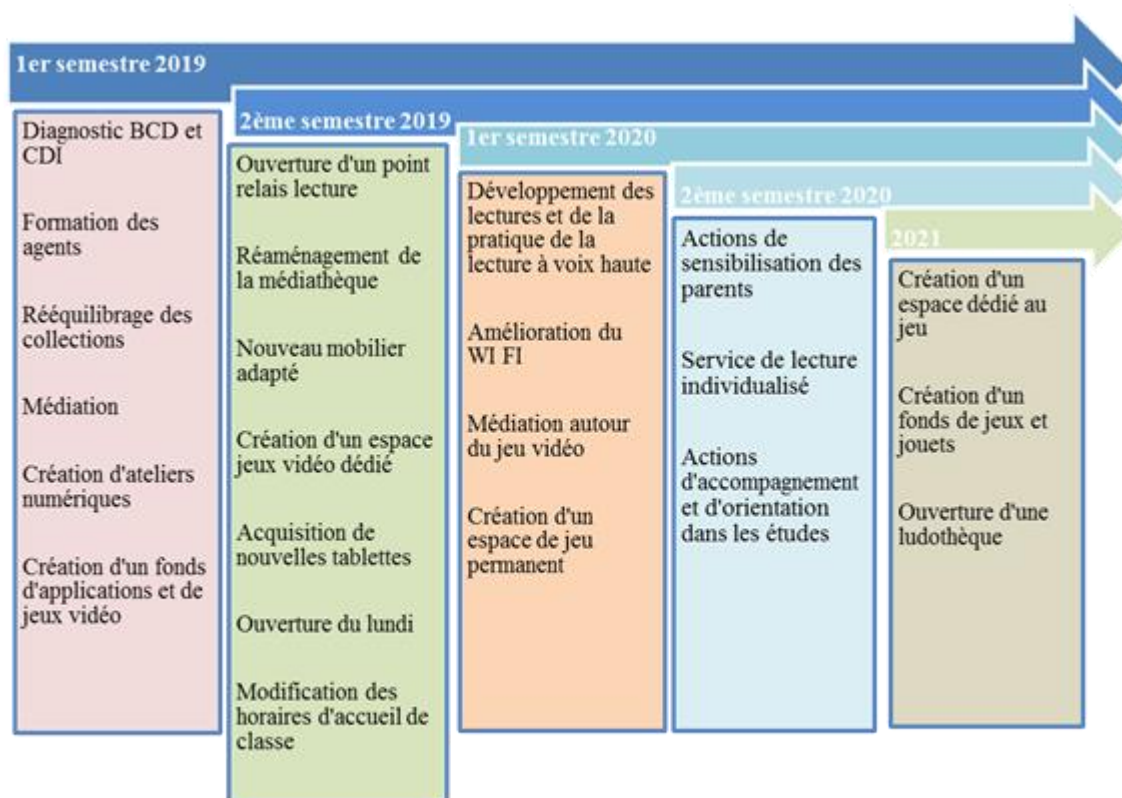 1er semestre 2019
Diagnostic BCD et
CDI
Formation des
agents
Rééquilibrage des
collections
Médiation
Création d'ateliers
numériques
Création d'un fonds
d'applications et de
jeux vidéo
2ème semestre 2019
Ouverture d'un point
relais lecture
Réaménagement de
la médiathèque
Nouveau mobilier
adapté
Création d'un espace
jeux vidéo dédié
Acquisition de
nouvelles tablettes
Ouverture du lundi
Modification des
horaires d'accueil de
classe
1er semestre 2020
Développement des
lectures et de la
pratique de la
lecture à voix haute
Amélioration du
WI FI
Médiation autour
du jeu vidéo
Création d'un
espace de jeu
permanent
2ème semestre 2020
Actions de
sensibilisation des
parents
Service de lecture
individualisé
Actions
d'accompagnement
et d'orientation
dans les études
2021
Création d'un
espace dédié au
jeu
Création d'un
fonds de jeux et
jouets
Ouverture d'une
ludothèque